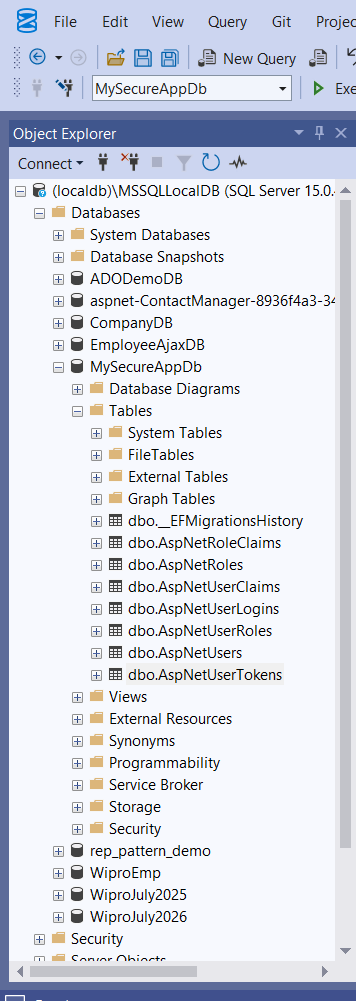 File Edit View Query Git Projec
New Query
MySecureAppDb Exe
Object Explorer
Connect
(localdb)\MSSQLLocalDB (SQL Server 15.0.
Databases
System Databases
Database Snapshots
ADODemoDB
aspnet-ContactManager-8936f4a3-34
CompanyDB
EmployeeAjaxDB
MySecureAppDb
Database Diagrams
Tables
System Tables
FileTables
External Tables
Graph Tables
dbo.__EFMigrationsHistory
dbo.AspNetRoleClaims
dbo.AspNetRoles
dbo.AspNetUserClaims
dbo.AspNetUserLogins
dbo.AspNetUserRoles
dbo.AspNetUsers
dbo.AspNetUserTokens
Views
External Resources
Synonyms
Programmability
Service Broker
Storage
Security
rep_pattern_demo
WiproEmp
WiproJuly2025
WiproJuly2026
Security
Server Objects